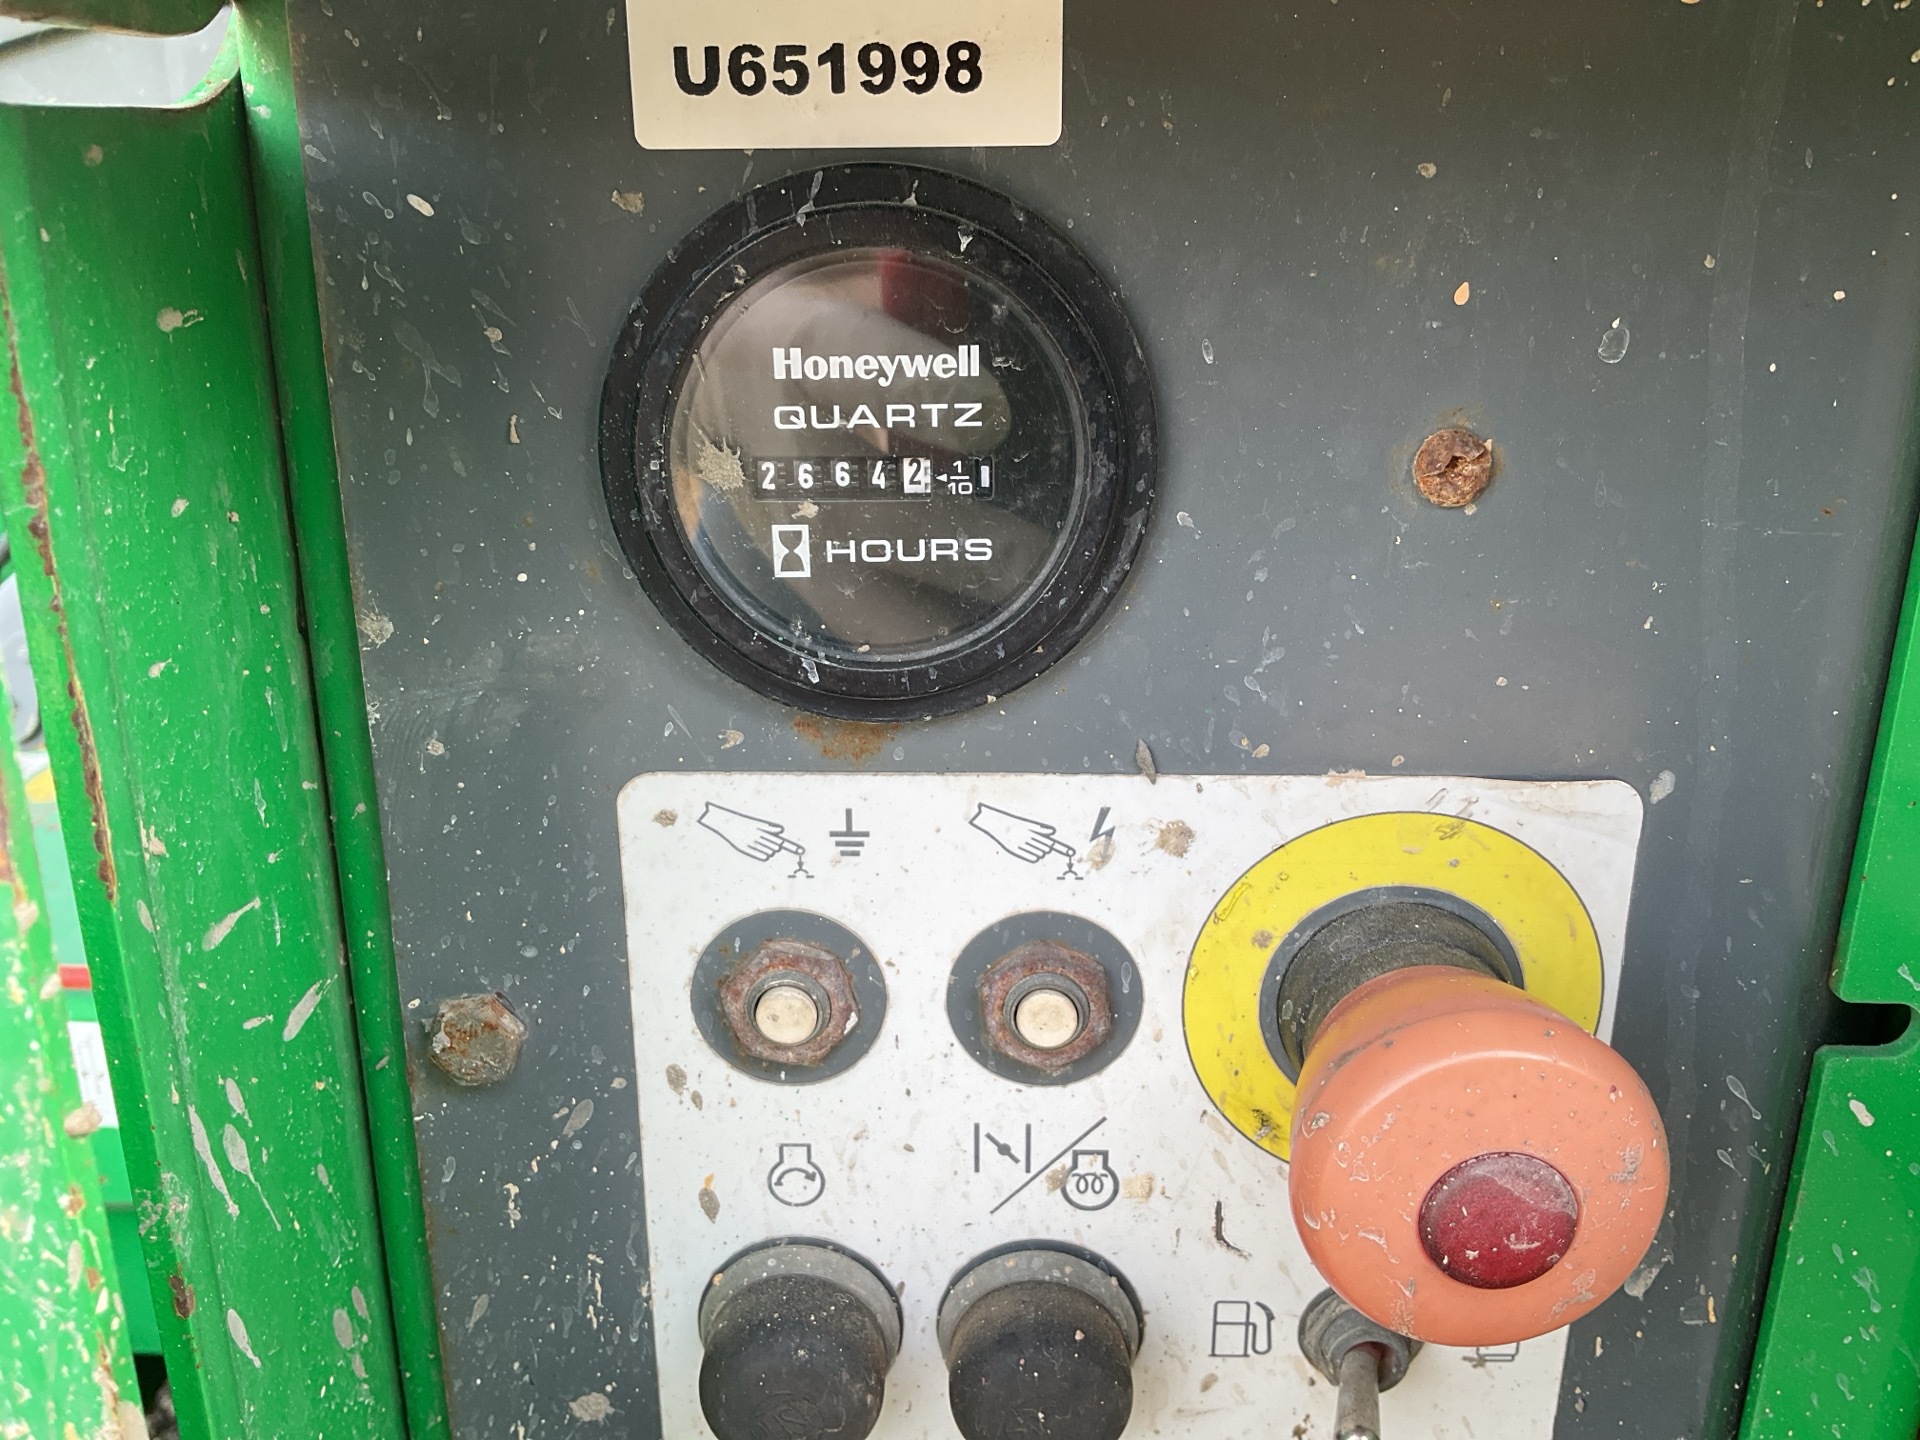 U651998
Honeywell
QUARTZ
26642 ◄1/10
HOURS